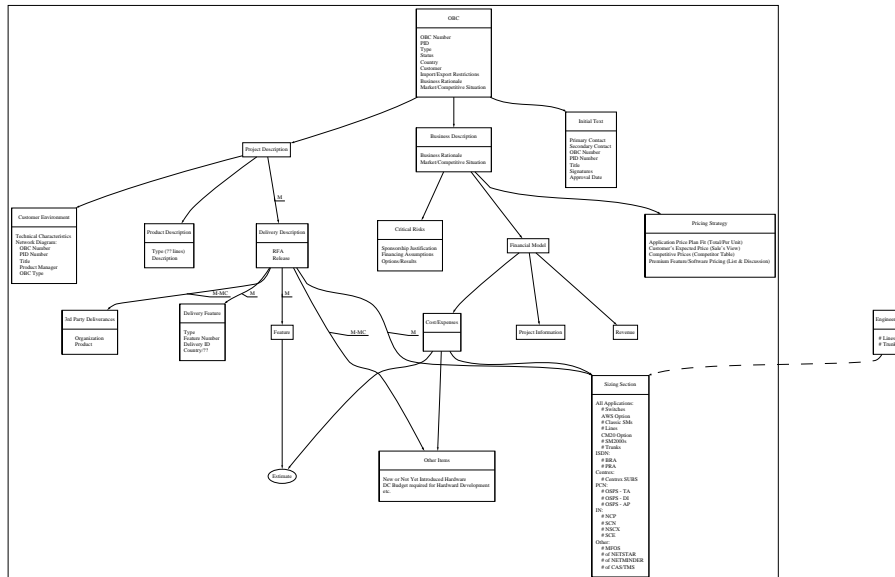 OBC
OBC Number
PID
Type
Status
Country
Customer
Import/Export Restrictions
Business Rationale
Market/Competitive Situation
Initial Text
Primary Contact
Secondary Contact
OBC Number
PID Number
Title
Signatures
Approval Date
Project Description
Business Description
Business Rationale
Market/Competitive Situation
M
Customer Environment
Technical Characteristics
Network Diagram:
OBC Number
PID Number
Title
Product Manager
OBC Type
Product Description
Type (?? lines)
Description
Delivery Description
RFA
Release
Critical Risks
Sponsorship Justification
Financing Assumptions
Options/Results
Financial Model
Pricing Strategy
Application Price Plan Fit (Total/Per Unit)
Customer's Expected Price (Sale's View)
Competitive Prices (Competitor Table)
Premium Feature/Software Pricing (List & Discussion)
M-MC
M
M
3rd Party Deliverances
Organization
Product
Delivery Feature
Type
Feature Number
Delivery ID
Country/??
Feature
M-MC
M
Cost/Expenses
Project Information
Revenue
Engineer
# Lines
# Trunk
Sizing Section
All Applications:
# Switches
AWS Option
# Classic SMs
# Lines
CM20 Option
# SM2000s
# Trunks
ISDN:
# BRA
# PRA
Centrex:
# Centrex SUBS
PCN:
# OSPS - TA
# OSPS - DI
# OSPS - AP
IN:
# NCP
# SCN
# NSCX
# SCE
Other:
# MFOS
# of NETSTAR
# of NETMINDER
# of CAS/TMS
Estimate
Other Items
New or Not Yet Introduced Hardware
DC Budget required for Hardward Development
etc.